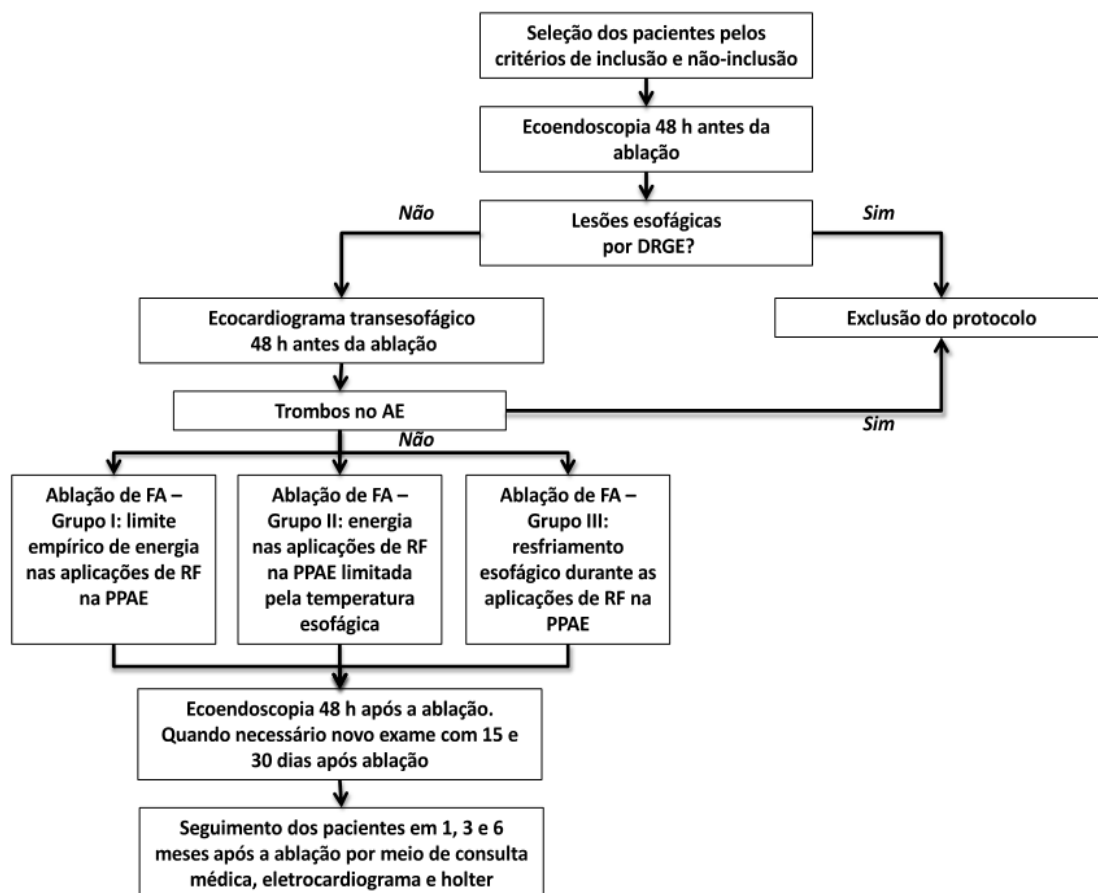 Seleção dos pacientes pelos
critérios de inclusão e não-inclusão
Ecoendoscopia 48 h antes da
ablação
Não
Lesões esofágicas
por DRGE?
Sim
Ecocardiograma transesofágico
48 h antes da ablação
Exclusão do protocolo
Trombos no AE
Sim
Não
Ablação de FA –
Grupo I: limite
empírico de energia
nas aplicações de RF
na PPAE
Ablação de FA –
Grupo II: energia
nas aplicações de RF
na PPAE limitada
pela temperatura
esofágica
Ablação de FA –
Grupo III:
resfriamento
esofágico durante as
aplicações de RF na
PPAE
Ecoendoscopia 48 h após a ablação.
Quando necessário novo exame com 15 e
30 dias após ablação
Seguimento dos pacientes em 1, 3 e 6
meses após a ablação por meio de consulta
médica, eletrocardiograma e holter